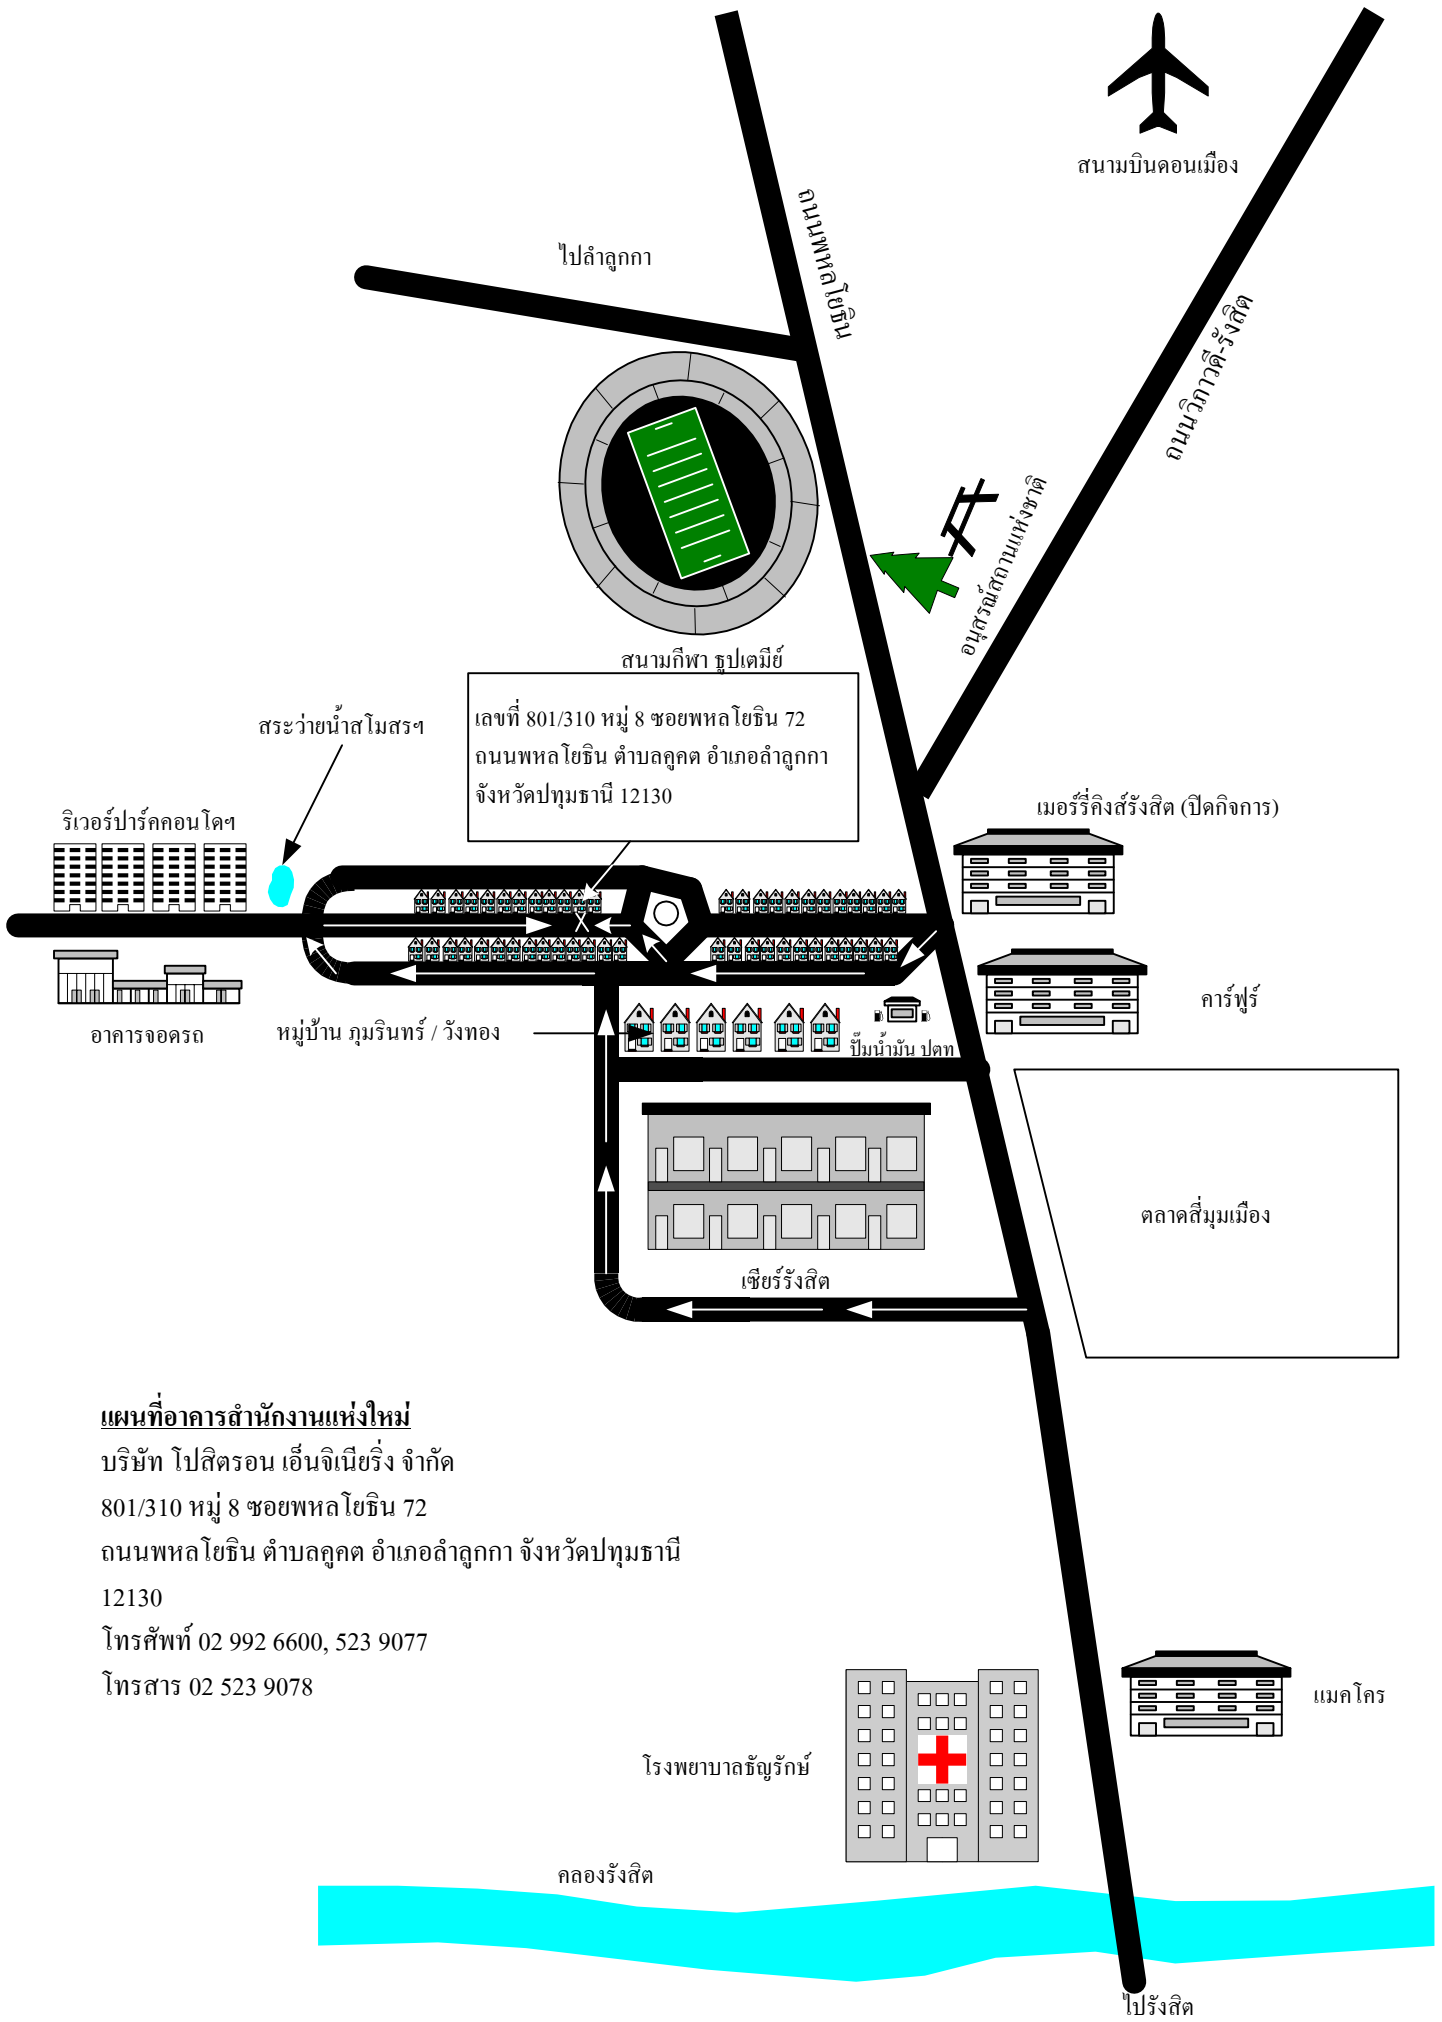 สนามบินดอนเมือง
ถนนพหลโยธิน
ไปลำลูกกา
ถนนวิภาวดี-รังสิต
อนุสรณ์สถานแห่งชาติ
สนามกีฬา ธูปเตมีย์
เลขที่ 801/310 หมู่ 8 ซอยพหลโยธิน 72
ถนนพหลโยธิน ตำบลคูคต อำเภอลำลูกกา
จังหวัดปทุมธานี 12130
สระว่ายน้ำสโมสรฯ
ริเวอร์ปาร์คคอนโดฯ
เมอร์รี่คิงส์รังสิต (ปิดกิจการ)
X
คาร์ฟูร์
อาคารจอดรถ
หมู่บ้าน ภุมรินทร์ / วังทอง
ปั๊มน้ำมัน ปตท
ตลาดสี่มุมเมือง
เซียร์รังสิต
แผนที่อาคารสำนักงานแห่งใหม่
บริษัท โปสิตรอน เอ็นจิเนียริ่ง จำกัด
801/310 หมู่ 8 ซอยพหลโยธิน 72
ถนนพหลโยธิน ตำบลคูคต อำเภอลำลูกกา จังหวัดปทุมธานี
12130
โทรศัพท์ 02 992 6600, 523 9077
โทรสาร 02 523 9078
แมคโคร
โรงพยาบาลธัญรักษ์
คลองรังสิต
ไปรังสิต